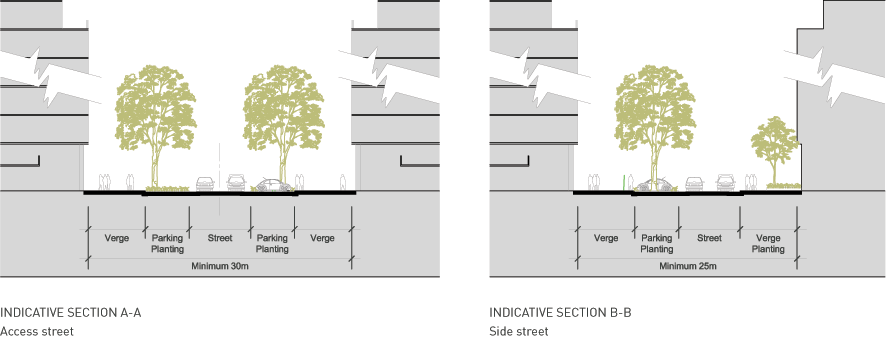 Verge
Parking
Planting
Street
Parking
Planting
Verge
Minimum 30m
Verge
Parking
Planting
Street
Verge
Planting
Minimum 25m
INDICATIVE SECTION A-A
Access street
INDICATIVE SECTION B-B
Side street